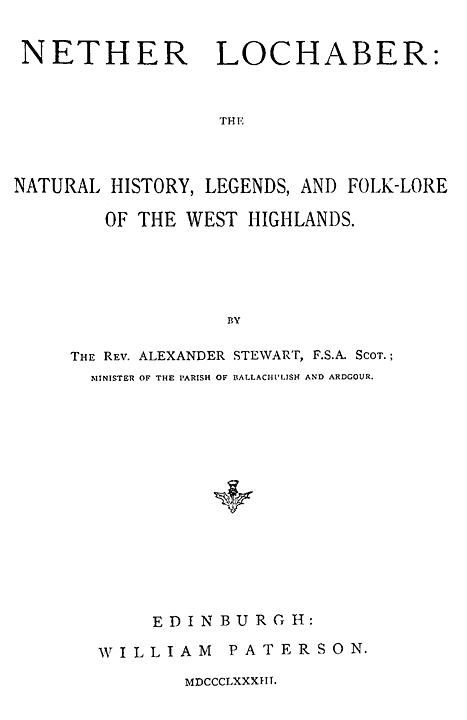 NETHER LOCHABER:
THE
NATURAL HISTORY, LEGENDS, AND FOLK-LORE
OF THE WEST HIGHLANDS.
BY
THE REV. ALEXANDER STEWART, F.S.A. SCOT.;
MINISTER OF THE PARISH OF BALLACHULISH AND ARDGOUR.
EDINBURGH:
WILLIAM PATERSON.
MDCCCLXXXIII.